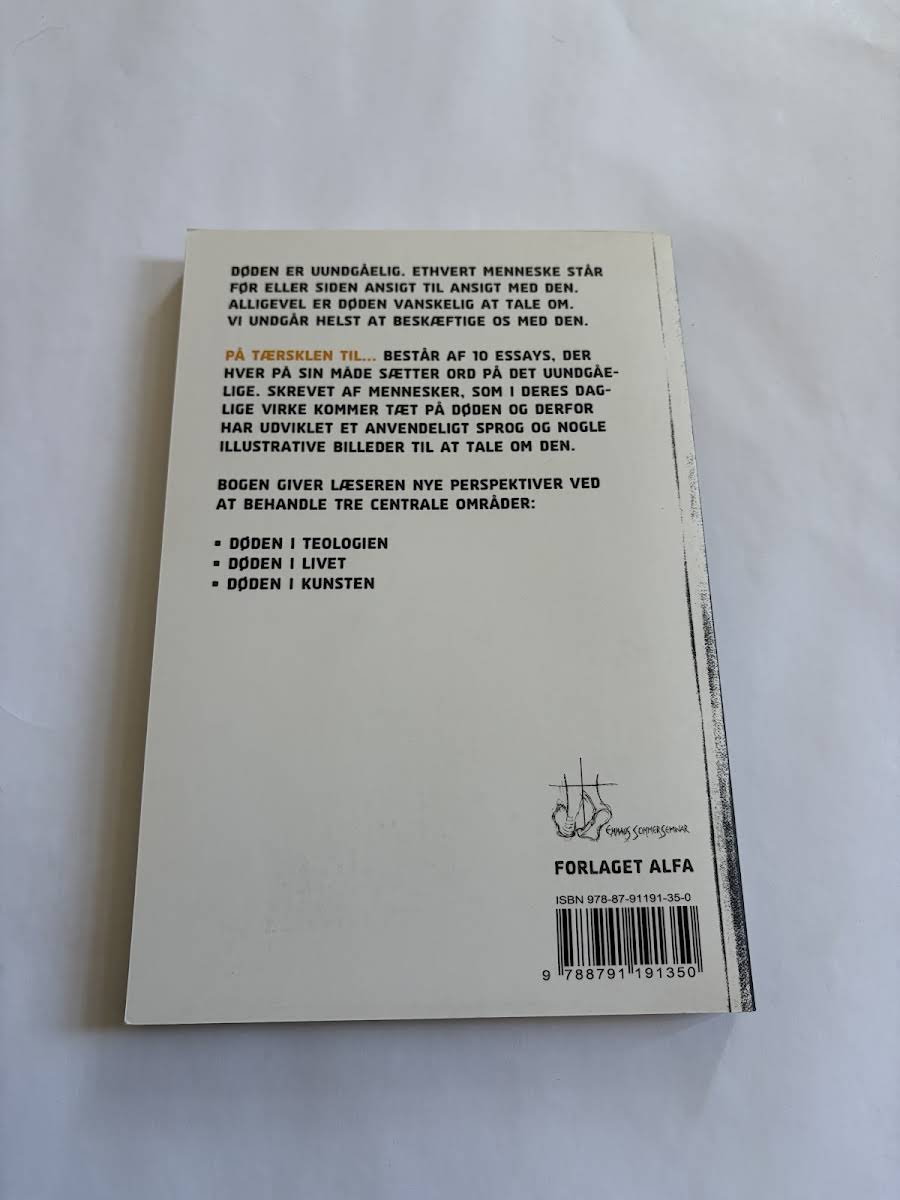 DØDEN ER UUNDGÅELIG. ETHVERT MENNESKE STÅR
FØR ELLER SIDEN ANSIGT TIL ANSIGT MED DEN.
ALLIGEVEL ER DØDEN VANSKELIG AT TALE OM.
VI UNDGÅR HELST AT BESKÆFTIGE OS MED DEN.
PÅ TÆRSKLEN TIL... BESTÅR AF 10 ESSAYS, DER
HVER PÅ SIN MÅDE SÆTTER ORD PÅ DET UUNDGÅE-
LIGE. SKREVET AF MENNESKER, SOM I DERES DAG-
LIGE VIRKE KOMMER TÆT PÅ DØDEN OG DERFOR
HAR UDVIKLET ET ANVENDELIGT SPROG OG NOGLE
ILLUSTRATIVE BILLEDER TIL AT TALE OM DEN.
BOGEN GIVER LÆSEREN NYE PERSPEKTIVER VED
AT BEHANDLE TRE CENTRALE OMRÅDER:
▪ DØDEN I TEOLOGIEN
▪ DØDEN I LIVET
▪ DØDEN I KUNSTEN
EMMAUS SOMMERSEMINAR
FORLAGET ALFA
ISBN 978-87-91191-35-0
9 788791 191350